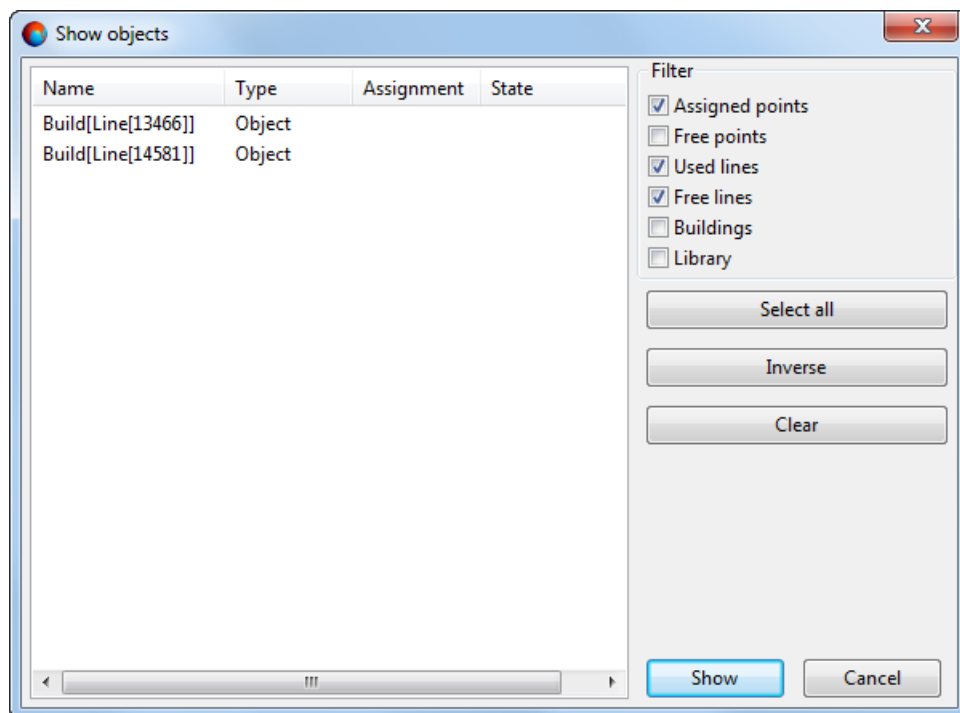 Show objects
Name Type Assignment State
Build[Line[13466]] Object
Build[Line[14581]] Object
Filter
Assigned points
Free points
Used lines
Free lines
Buildings
Library
Select all
Inverse
Clear
Show Cancel